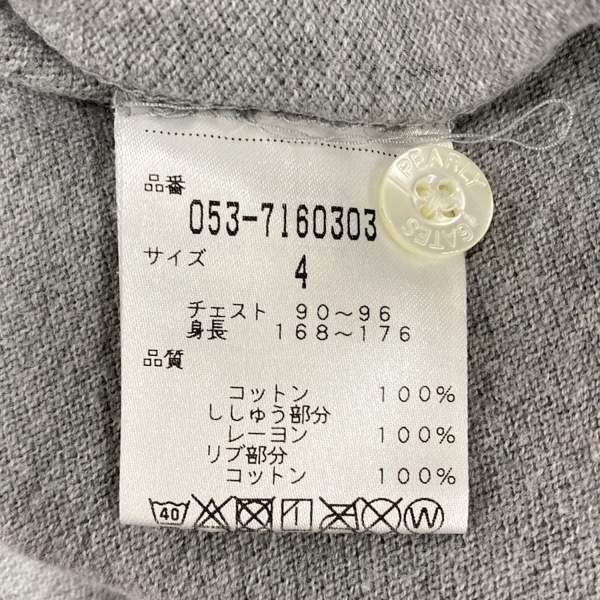 品番
053-7160303
サイズ
4
チェスト 90～96
身長 168～176
品質
コットン 100%
ししゅう部分
レーヨン 100%
リブ部分
コットン 100%
40 W
PEARLY
GATES